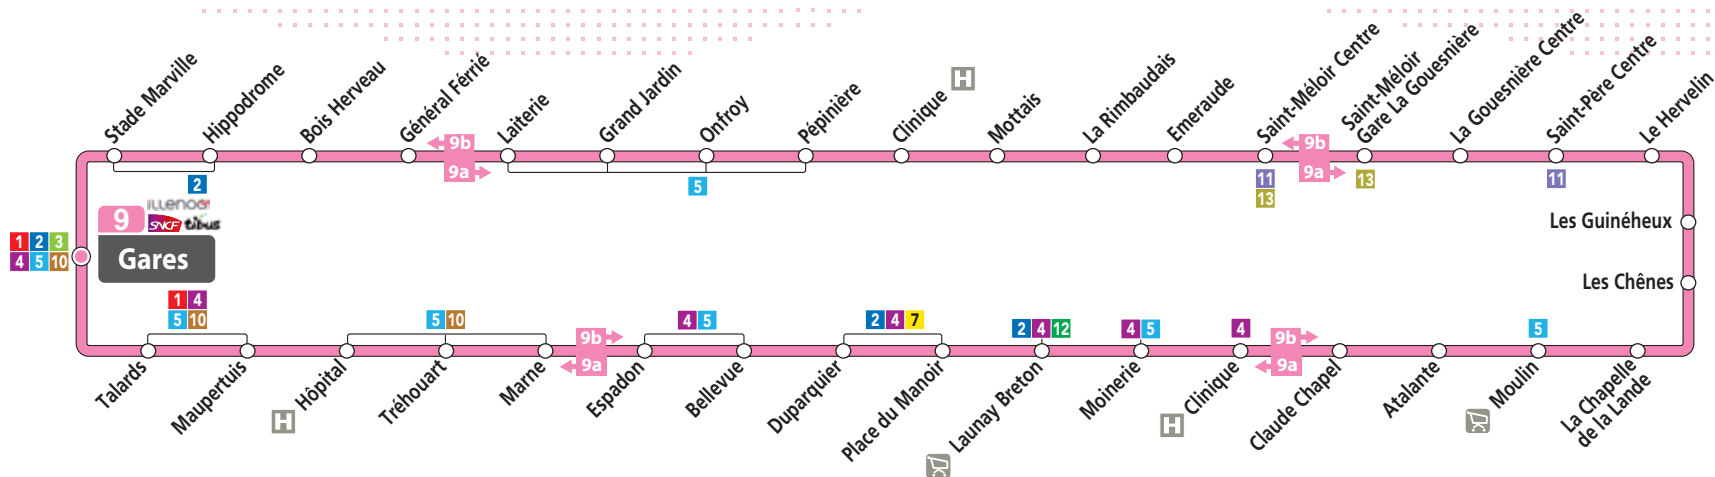 Stade Marville
Hippodrome
Bois Herveau
Général Férrié
Laiterie
Grand Jardin
Onfroy
Pépinière
Clinique
H
Mottais
La Rimbaudais
Emeraude
Saint-Méloir Centre
Saint-Méloir
Gare La Gouesnière
La Gouesnière Centre
Saint-Père Centre
Le Hervelin
9b
9a
9b
9a
2
5
11
13
13
11
9
iLLENOO
SNCF
tibus
Gares
1 2 3
4 5 10
Les Guinéheux
Les Chênes
1 4
5 10
5 10
9b
9a
4 5
2 4 7
2 4 12
4 5
4
9b
9a
5
Talards
Maupertuis
H
Hôpital
Tréhouart
Marne
Espadon
Bellevue
Duparquier
Place du Manoir
Launay Breton
Moinerie
H
Clinique
Claude Chapel
Atalante
Moulin
La Chapelle
de la Lande